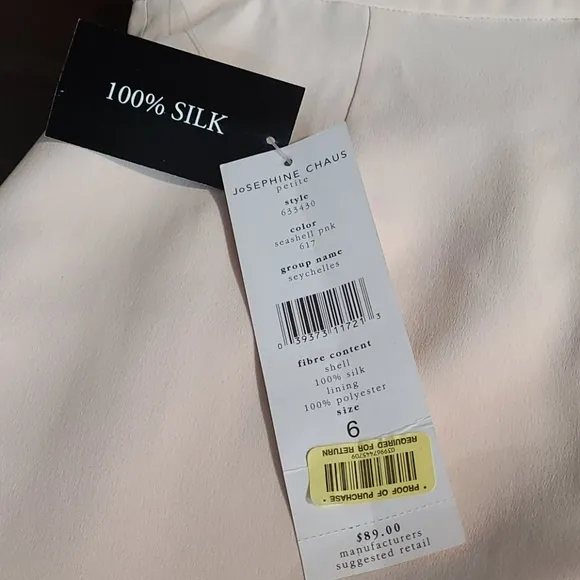 100% SILK
JoSEPHINE CHAUS
petite
style
633430
color
seashell pnk
617
group name
seychelles
0 39373 11721 3
fibre content
shell
100% silk
lining
100% polyester
size
6
* PROOF OF PURCHASE *
039967445709
REQUIRED FOR RETURN
$89.00
manufacturers
suggested retail